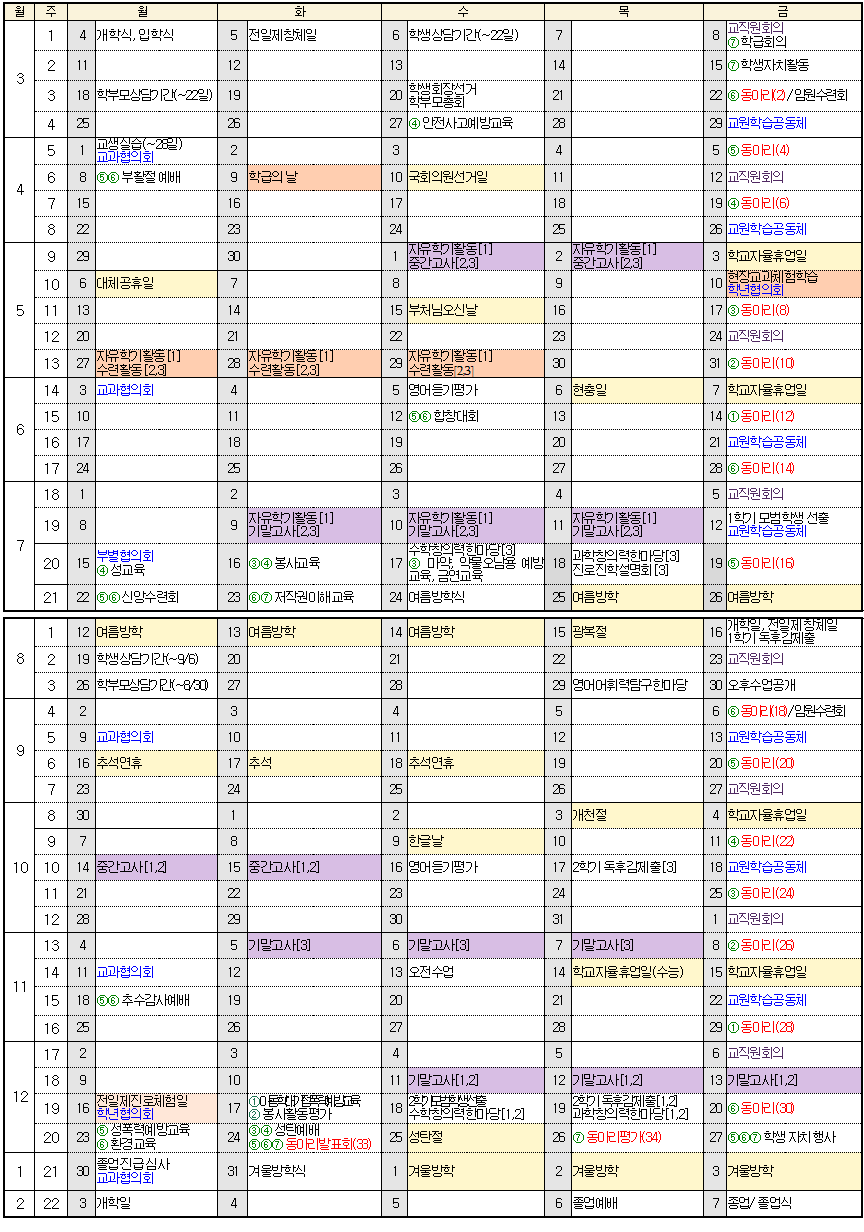 월 주 월 화 수 목 금
3 1 4 개학식, 입학식 5 전일제창체일 6 학생상담기간(~22일) 7 8 교직원회의
⑦ 학급회의
2 11 12 13 14 15 ⑦ 학생자치활동
3 18 학부모상담기간(~22일) 19 20 학생회장선거
학부모총회
21 22 ⑥ 동아리(2)/임원수련회
4 25 26 27 ④ 안전사고예방교육 28 29 교원학습공동체
4 5 1 교생실습(~28일)
교과협의회
2 3 4 5 ⑤ 동아리(4)
6 8 ⑤⑥ 부활절 예배 9 학급의 날 10 국회의원선거일 11 12 교직원회의
7 15 16 17 18 19 ④ 동아리(6)
8 22 23 24 25 26 교원학습공동체
5 9 29 30 1 자유학기활동[1]
중간고사[2,3]
2 자유학기활동[1]
중간고사[2,3]
3 학교자율휴업일
10 6 대체공휴일 7 8 9 10 현장교과체험학습
학년협의회
11 13 14 15 부처님오신날 16 17 ③ 동아리(8)
12 20 21 22 23 24 교직원회의
13 27 자유학기활동[1]
수련활동[2,3]
28 자유학기활동[1]
수련활동[2,3]
29 자유학기활동[1]
수련활동[2,3]
30 31 ② 동아리(10)
6 14 3 교과협의회 4 5 영어듣기평가 6 현충일 7 학교자율휴업일
15 10 11 12 ⑤⑥ 합창대회 13 14 ① 동아리(12)
16 17 18 19 20 21 교원학습공동체
17 24 25 26 27 28 ⑥ 동아리(14)
7 18 1 2 3 4 5 교직원회의
19 8 9 자유학기활동[1]
기말고사[2,3]
10 자유학기활동[1]
기말고사[2,3]
11 자유학기활동[1]
기말고사[2,3]
12 1학기 모범학생 선출
교원학습공동체
20 15 부별협의회
④ 성교육
16 ③④ 봉사교육 17 수학창의력한마당[3]
③ 마약, 약물오남용 예방
교육, 금연교육
18 과학창의력한마당[3]
진로진학설명회[3]
19 ⑤ 동아리(16)
21 22 ⑤⑥ 신앙수련회 23 ⑥⑦ 저작권이해교육 24 여름방학식 25 여름방학 26 여름방학
8 1 12 여름방학 13 여름방학 14 여름방학 15 광복절 16 개학일, 전일제창체일
1학기 독후감제출
2 19 학생상담기간(~9/6) 20 21 22 23 교직원회의
3 26 학부모상담기간(~8/30) 27 28 29 영어어휘력탐구한마당 30 오후수업공개
9 4 2 3 4 5 6 ⑥ 동아리(18)/임원수련회
5 9 교과협의회 10 11 12 13 교원학습공동체
6 16 추석연휴 17 추석 18 추석연휴 19 20 ⑤ 동아리(20)
7 23 24 25 26 27 교직원회의
10 8 30 1 2 3 개천절 4 학교자율휴업일
9 7 8 9 한글날 10 11 ④ 동아리(22)
10 14 중간고사[1,2] 15 중간고사[1,2] 16 영어듣기평가 17 2학기 독후감제출[3] 18 교원학습공동체
11 21 22 23 24 25 ③ 동아리(24)
12 28 29 30 31 1 교직원회의
11 13 4 5 기말고사[3] 6 기말고사[3] 7 기말고사[3] 8 ② 동아리(26)
14 11 교과협의회 12 13 오전수업 14 학교자율휴업일(수능) 15 학교자율휴업일
15 18 ⑤⑥ 추수감사예배 19 20 21 22 교원학습공동체
16 25 26 27 28 29 ① 동아리(28)
12 17 2 3 4 5 6 교직원회의
18 9 10 11 기말고사[1,2] 12 기말고사[1,2] 13 기말고사[1,2]
19 16 전일제진로체험일
학년협의회
17 ①
② 봉사활동평가
18 2학기모범학생선출
수학창의력한마당[1,2]
19 2학기 독후감제출[1,2]
과학창의력한마당[1,2]
20 ⑥ 동아리(30)
20 23 ⑤ 성폭력예방교육
⑥ 환경교육
24 ③④ 성탄예배
⑤⑥⑦ 동아리발표회(33)
25 성탄절 26 ⑦ 동아리평가(34) 27 ⑤⑥⑦ 학생 자치 행사
1 21 30 졸업진급심사
교과협의회
31 겨울방학식 1 겨울방학 2 겨울방학 3 겨울방학
2 22 3 개학일 4 5 6 졸업예배 7 종업/졸업식